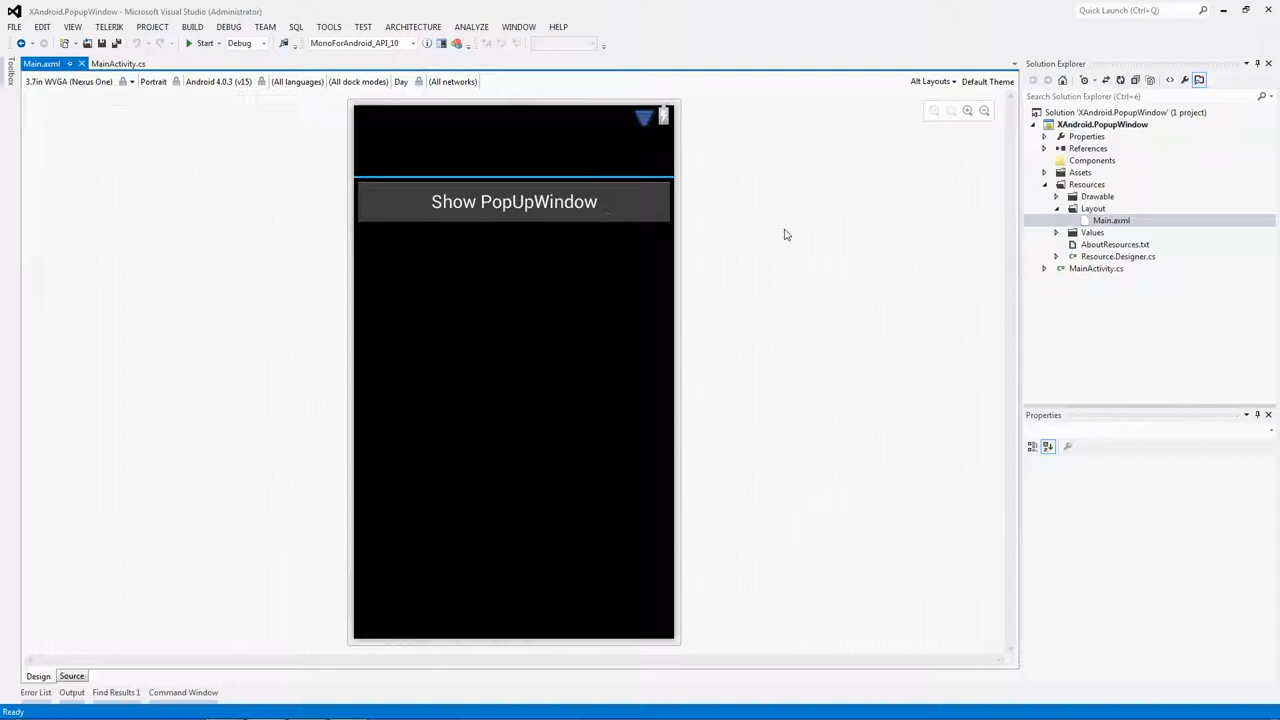 XAndroid.PopupWindow - Microsoft Visual Studio (Administrator)
Quick Launch (Ctrl+Q)
FILE EDIT VIEW TELERIK PROJECT BUILD DEBUG TEAM SQL TOOLS TEST ARCHITECTURE ANALYZE WINDOW HELP
Start Debug MonoForAndroid_API_10
Toolbox
Main.axml MainActivity.cs
3.7in WVGA (Nexus One) Portrait Android 4.0.3 (v15) (All languages) (All dock modes) Day (All networks) Alt Layouts Default Theme
Show PopUpWindow
Design Source
Error List Output Find Results 1 Command Window
Ready
Solution Explorer
Search Solution Explorer (Ctrl+é)
Solution 'XAndroid.PopupWindow' (1 project)
XAndroid.PopupWindow
Properties
References
Components
Assets
Resources
Drawable
Layout
Main.axml
Values
AboutResources.txt
Resource.Designer.cs
MainActivity.cs
Properties